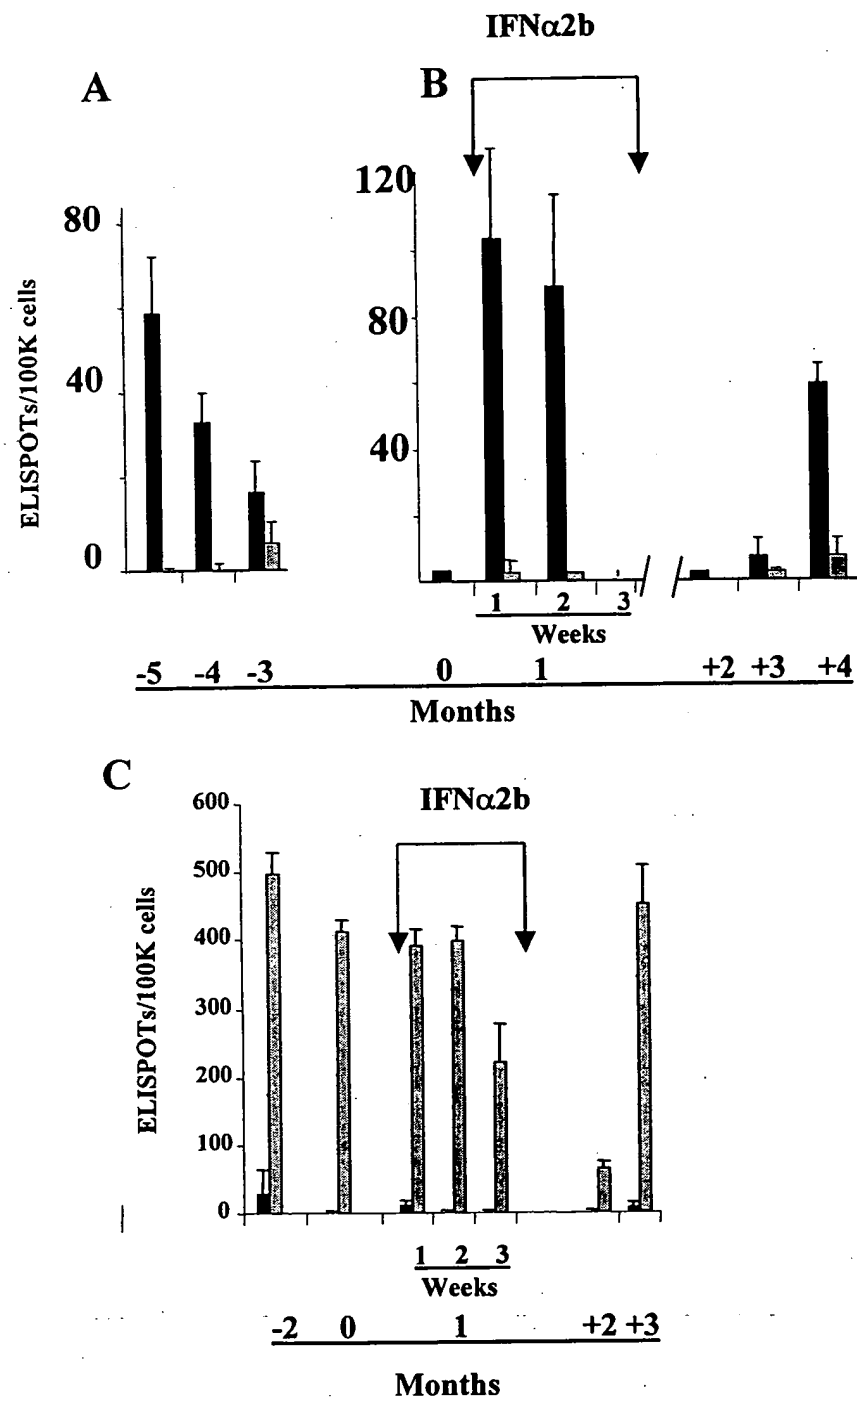 IFNα2b
A
B
80
40
0
ELISPOTs/100K cells
120
80
40
1 2 3
Weeks
-5 -4 -3 0 1 +2 +3 +4
Months
C
IFNα2b
600
500
400
300
200
100
0
ELISPOTs/100K cells
1 2 3
Weeks
-2 0 1 +2 +3
Months